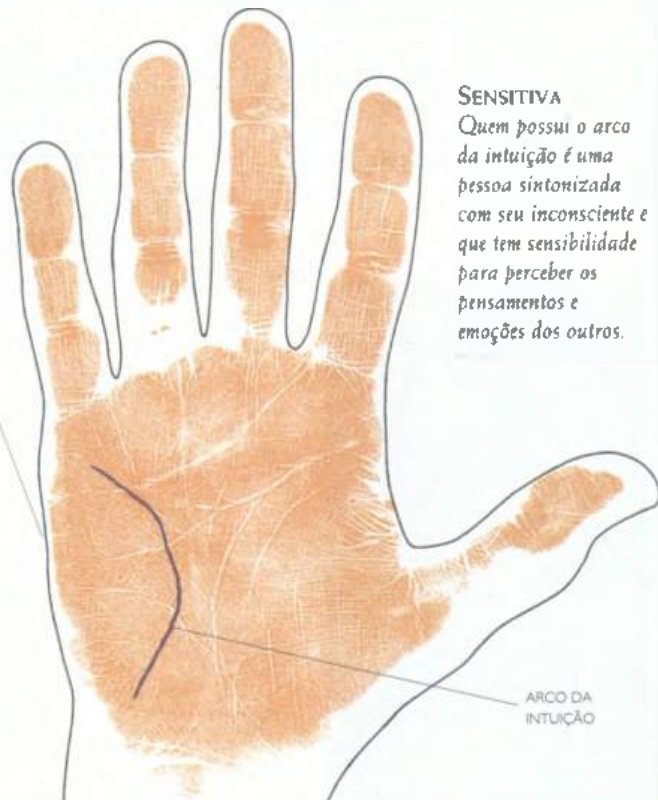 SENSITIVA
Quem possui o arco
da intuição é uma
pessoa sintonizada
com seu inconsciente e
que tem sensibilidade
para perceber os
pensamentos e
emoções dos outros.
ARCO DA
INTUIÇÃO